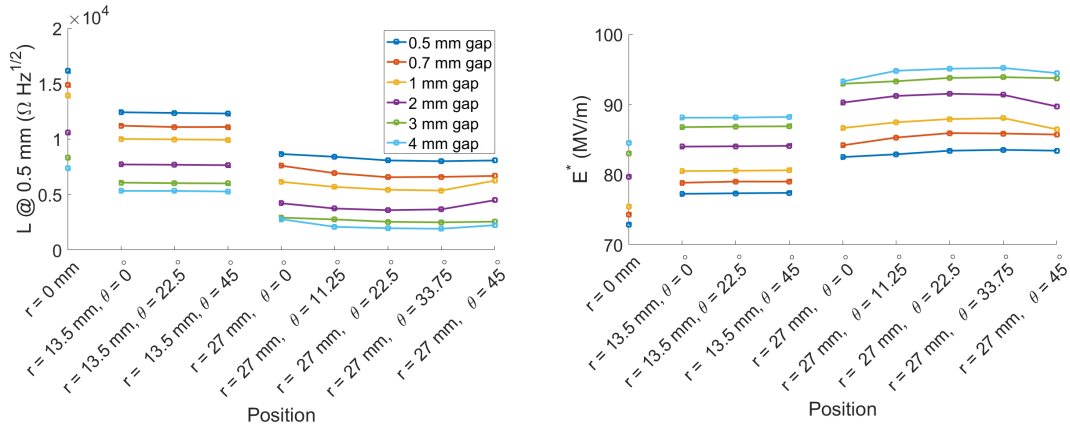 ×10⁴
2
1.5
1
0.5
0
L @ 0.5 mm (Ω Hz^1/2)
0.5 mm gap
0.7 mm gap
1 mm gap
2 mm gap
3 mm gap
4 mm gap
r = 0 mm
r = 13.5 mm, θ = 0°
r = 13.5 mm, θ = 22.5°
r = 13.5 mm, θ = 45°
r = 27 mm, θ = 0°
r = 27 mm, θ = 11.25°
r = 27 mm, θ = 22.5°
r = 27 mm, θ = 33.75°
r = 27 mm, θ = 45°
Position
100
90
80
70
E* (MV/m)
r = 0 mm
r = 13.5 mm, θ = 0°
r = 13.5 mm, θ = 22.5°
r = 13.5 mm, θ = 45°
r = 27 mm, θ = 0°
r = 27 mm, θ = 11.25°
r = 27 mm, θ = 22.5°
r = 27 mm, θ = 33.75°
r = 27 mm, θ = 45°
Position